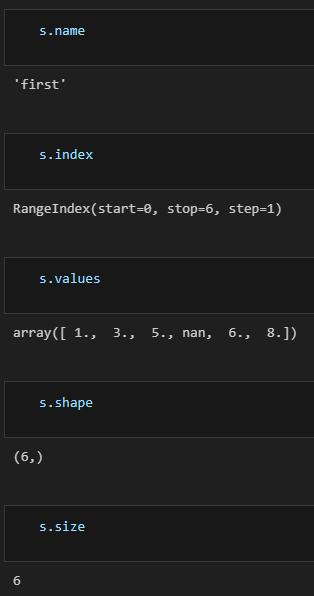 s.name
'first'
s.index
RangeIndex(start=0, stop=6, step=1)
s.values
array([ 1.,  3.,  5., nan,  6.,  8.])
s.shape
(6,)
s.size
6